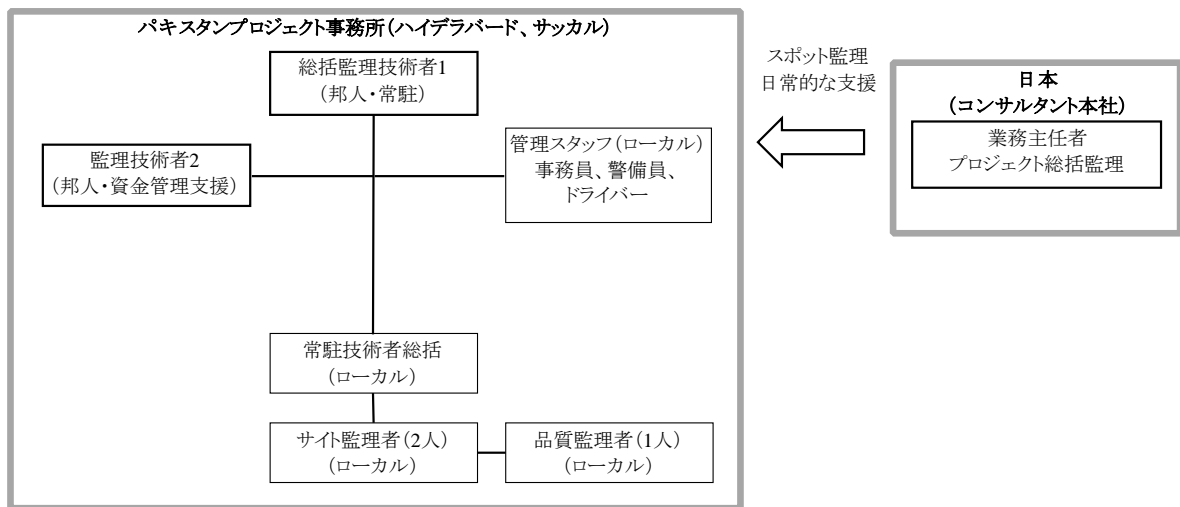 パキスタンプロジェクト事務所(ハイデラバード、サッカル)
総括監理技術者1
(邦人・常駐)
監理技術者2
(邦人・資金管理支援)
管理スタッフ(ローカル)
事務員、警備員、
ドライバー
常駐技術者総括
(ローカル)
サイト監理者(2人)
(ローカル)
品質監理者(1人)
(ローカル)
スポット監理
日常的な支援
日本
(コンサルタント本社)
業務主任者
プロジェクト総括監理